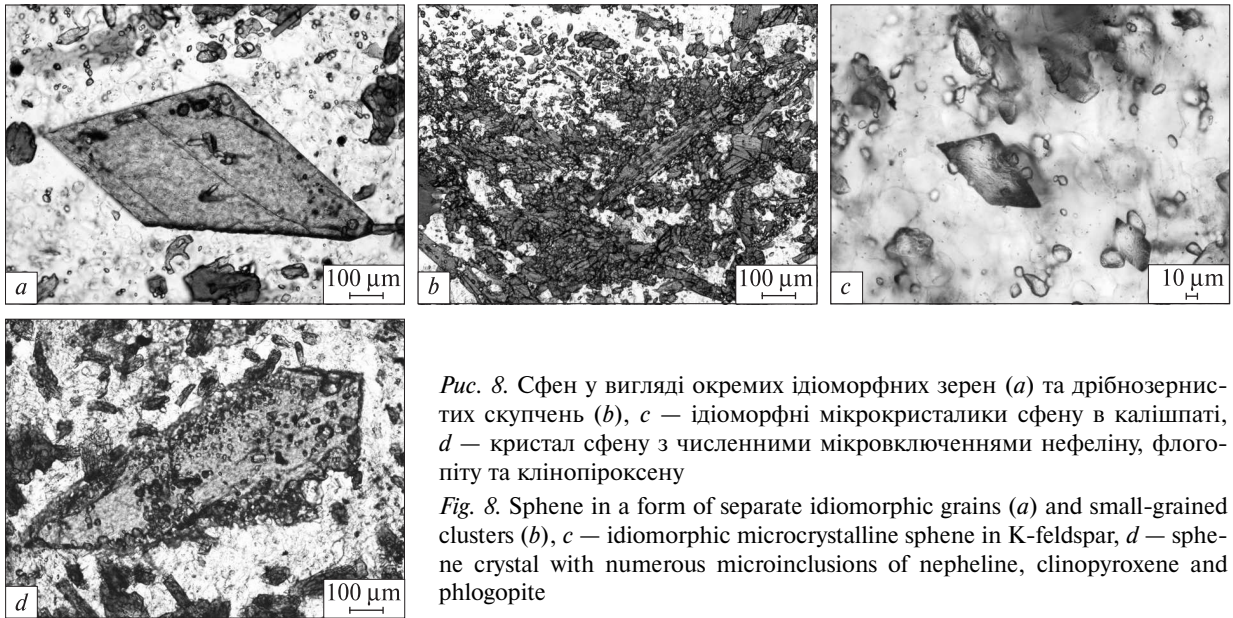 a
100 μm
b
100 μm
c
10 μm
d
100 μm
Рис. 8. Сфен у вигляді окремих ідіоморфних зерен (a) та дрібнозернис-
тих скупчень (b), c — ідіоморфні мікрокристалики сфену в калішпаті,
d — кристал сфену з численними мікровключеннями нефеліну, флого-
піту та клінопіроксену
Fig. 8. Sphene in a form of separate idiomorphic grains (a) and small-grained
clusters (b), c — idiomorphic microcrystalline sphene in K-feldspar, d — sphe-
ne crystal with numerous microinclusions of nepheline, clinopyroxene and
phlogopite